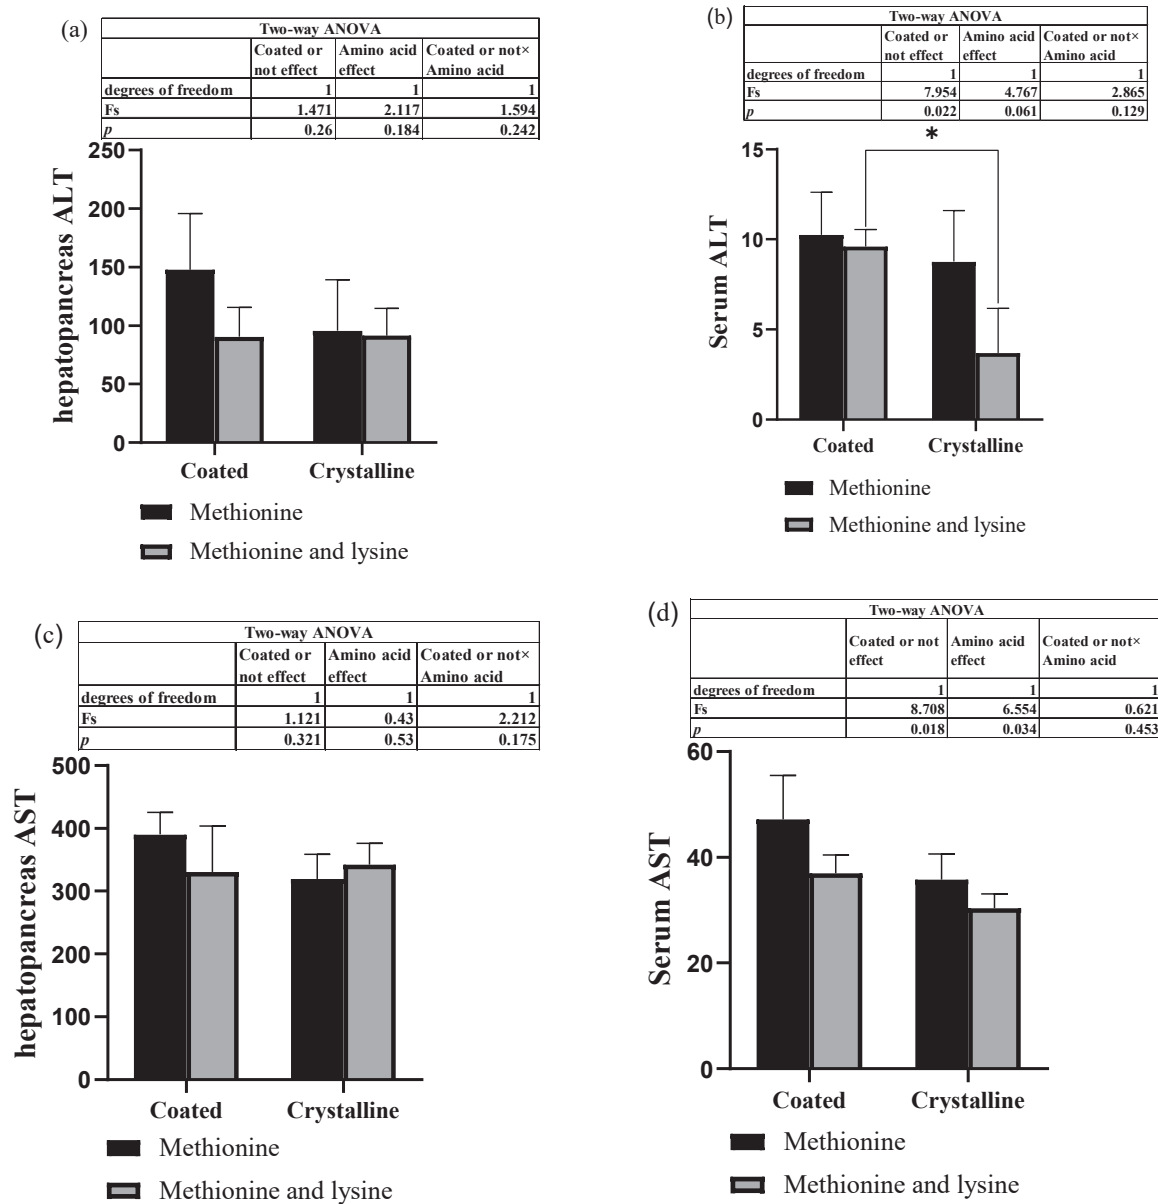 (a)
Two-way ANOVA
Coated or not effect Amino acid effect Coated or not× Amino acid
degrees of freedom 1 1 1
Fs 1.471 2.117 1.594
p 0.26 0.184 0.242
hepatopancreas ALT
250
200
150
100
50
0
Coated Crystalline
Methionine
Methionine and lysine
(b)
Two-way ANOVA
Coated or not effect Amino acid effect Coated or not× Amino acid
degrees of freedom 1 1 1
Fs 7.954 4.767 2.865
p 0.022 0.061 0.129
*
Serum ALT
15
10
5
0
Coated Crystalline
Methionine
Methionine and lysine
(c)
Two-way ANOVA
Coated or not effect Amino acid effect Coated or not× Amino acid
degrees of freedom 1 1 1
Fs 1.121 0.43 2.212
p 0.321 0.53 0.175
hepatopancreas AST
500
400
300
200
100
0
Coated Crystalline
Methionine
Methionine and lysine
(d)
Two-way ANOVA
Coated or not effect Amino acid effect Coated or not× Amino acid
degrees of freedom 1 1 1
Fs 8.708 6.554 0.621
p 0.018 0.034 0.453
Serum AST
60
40
20
0
Coated Crystalline
Methionine
Methionine and lysine